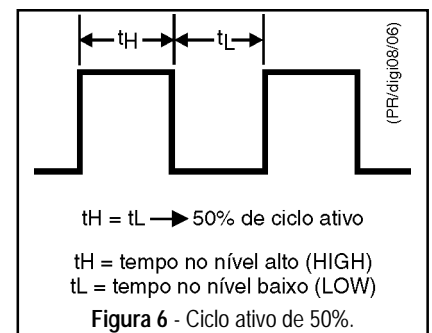 tH
tL
(PR/digi08/06)
tH = tL → 50% de ciclo ativo
tH = tempo no nível alto (HIGH)
tL = tempo no nível baixo (LOW)
Figura 6 - Ciclo ativo de 50%.